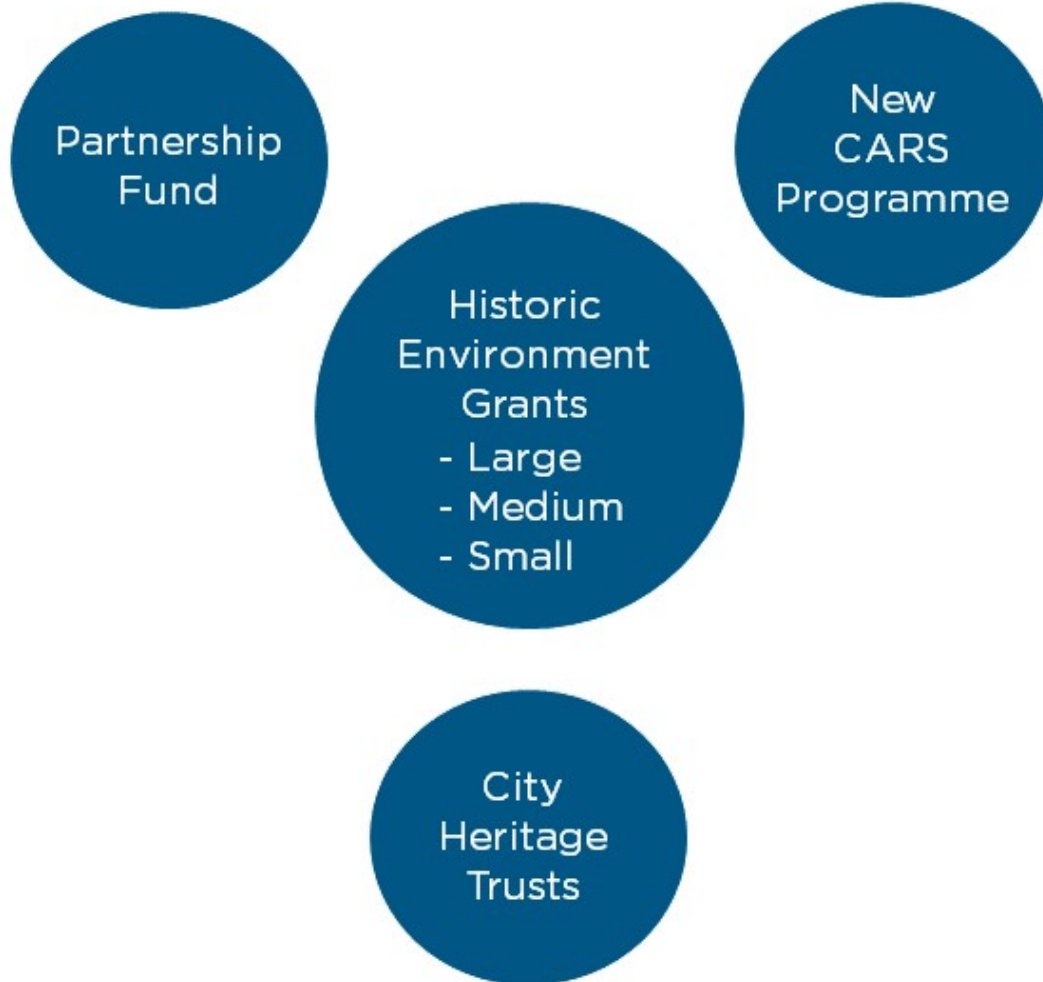 Partnership
Fund
New
CARS
Programme
Historic
Environment
Grants
- Large
- Medium
- Small
City
Heritage
Trusts